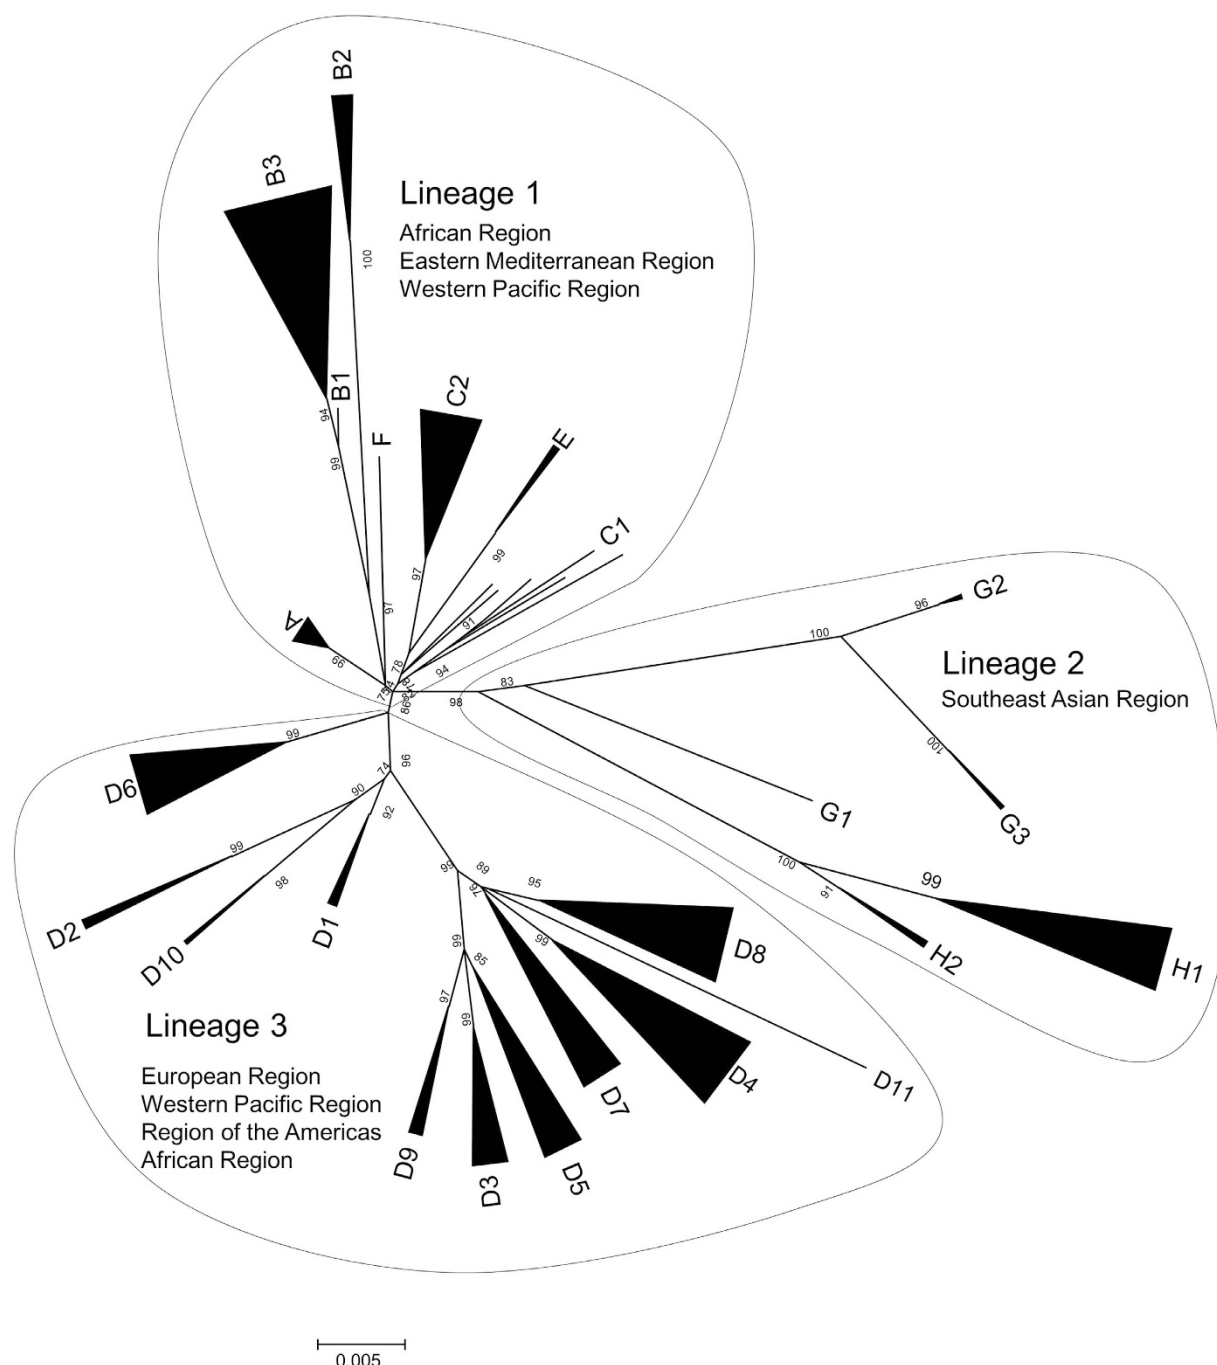 B2
B3
Lineage 1
African Region
Eastern Mediterranean Region
Western Pacific Region
100
B1
94
C2
F
E
99
C1
99
97
97
91
A
99
78
94
G2
96
100
Lineage 2
Southeast Asian Region
83
98
86
99
D6
96
74
90
92
100
G1
G3
99
98
D2
D10
D1
99
89
76
95
99
D8
100
91
99
H2
H1
Lineage 3
European Region
Western Pacific Region
Region of the Americas
African Region
99
85
97
99
D4
D11
D7
D9
D3
D5
0.005